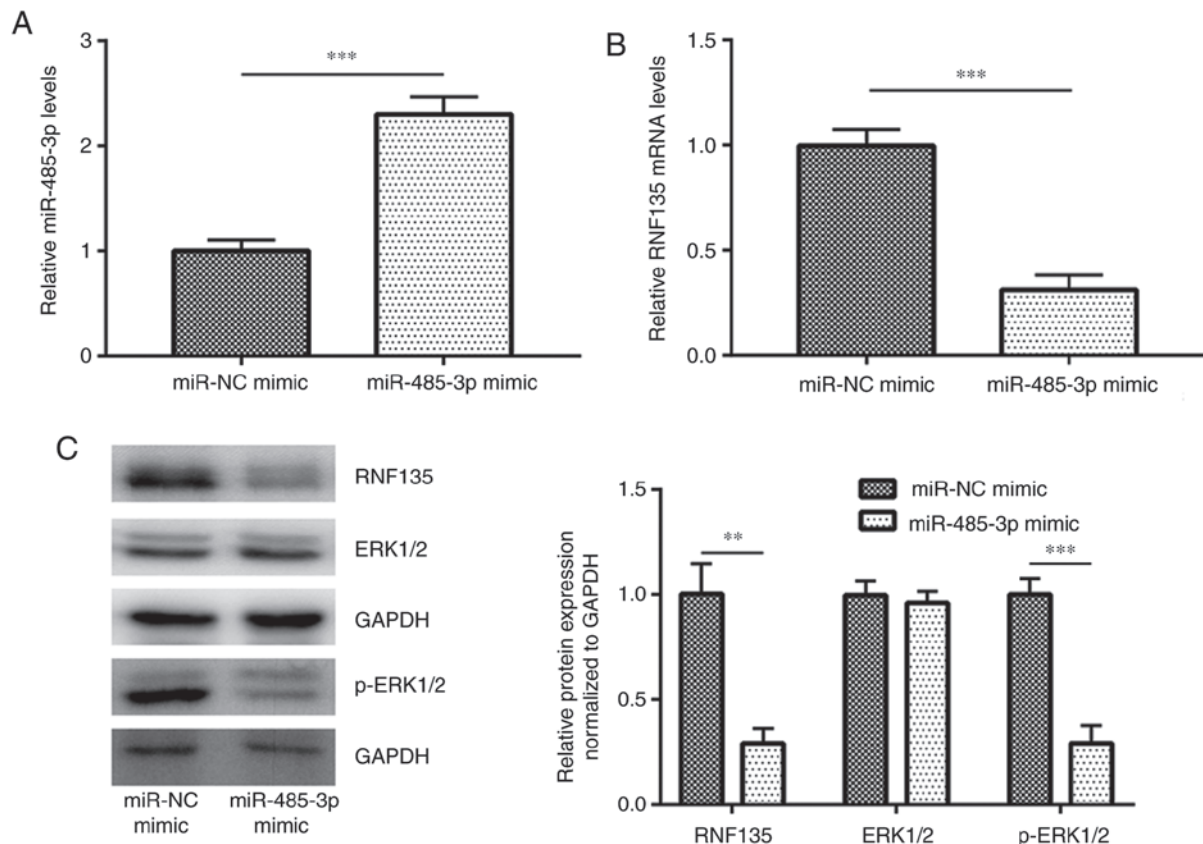 A
Relative miR-485-3p levels
3
2
1
0
***
miR-NC mimic
miR-485-3p mimic
B
Relative RNF135 mRNA levels
1.5
1.0
0.5
0.0
***
miR-NC mimic
miR-485-3p mimic
C
RNF135
ERK1/2
GAPDH
p-ERK1/2
GAPDH
miR-NC
mimic
miR-485-3p
mimic
Relative protein expression
normalized to GAPDH
1.5
1.0
0.5
0.0
miR-NC mimic
miR-485-3p mimic
**
***
RNF135
ERK1/2
p-ERK1/2